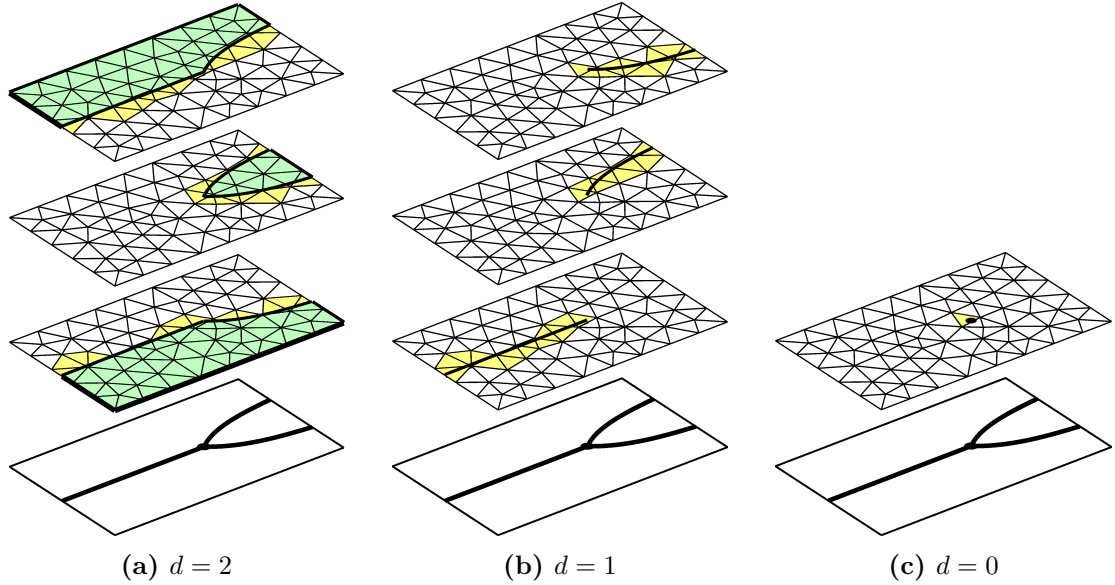 (a) d = 2 (b) d = 1 (c) d = 0